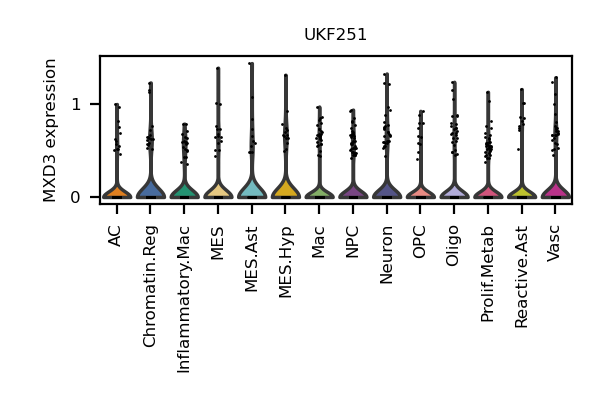 UKF251
MXD3 expression
1
0
AC
Chromatin.Reg
Inflammatory.Mac
MES
MES.Ast
MES.Hyp
Mac
NPC
Neuron
OPC
Oligo
Prolif.Metab
Reactive.Ast
Vasc